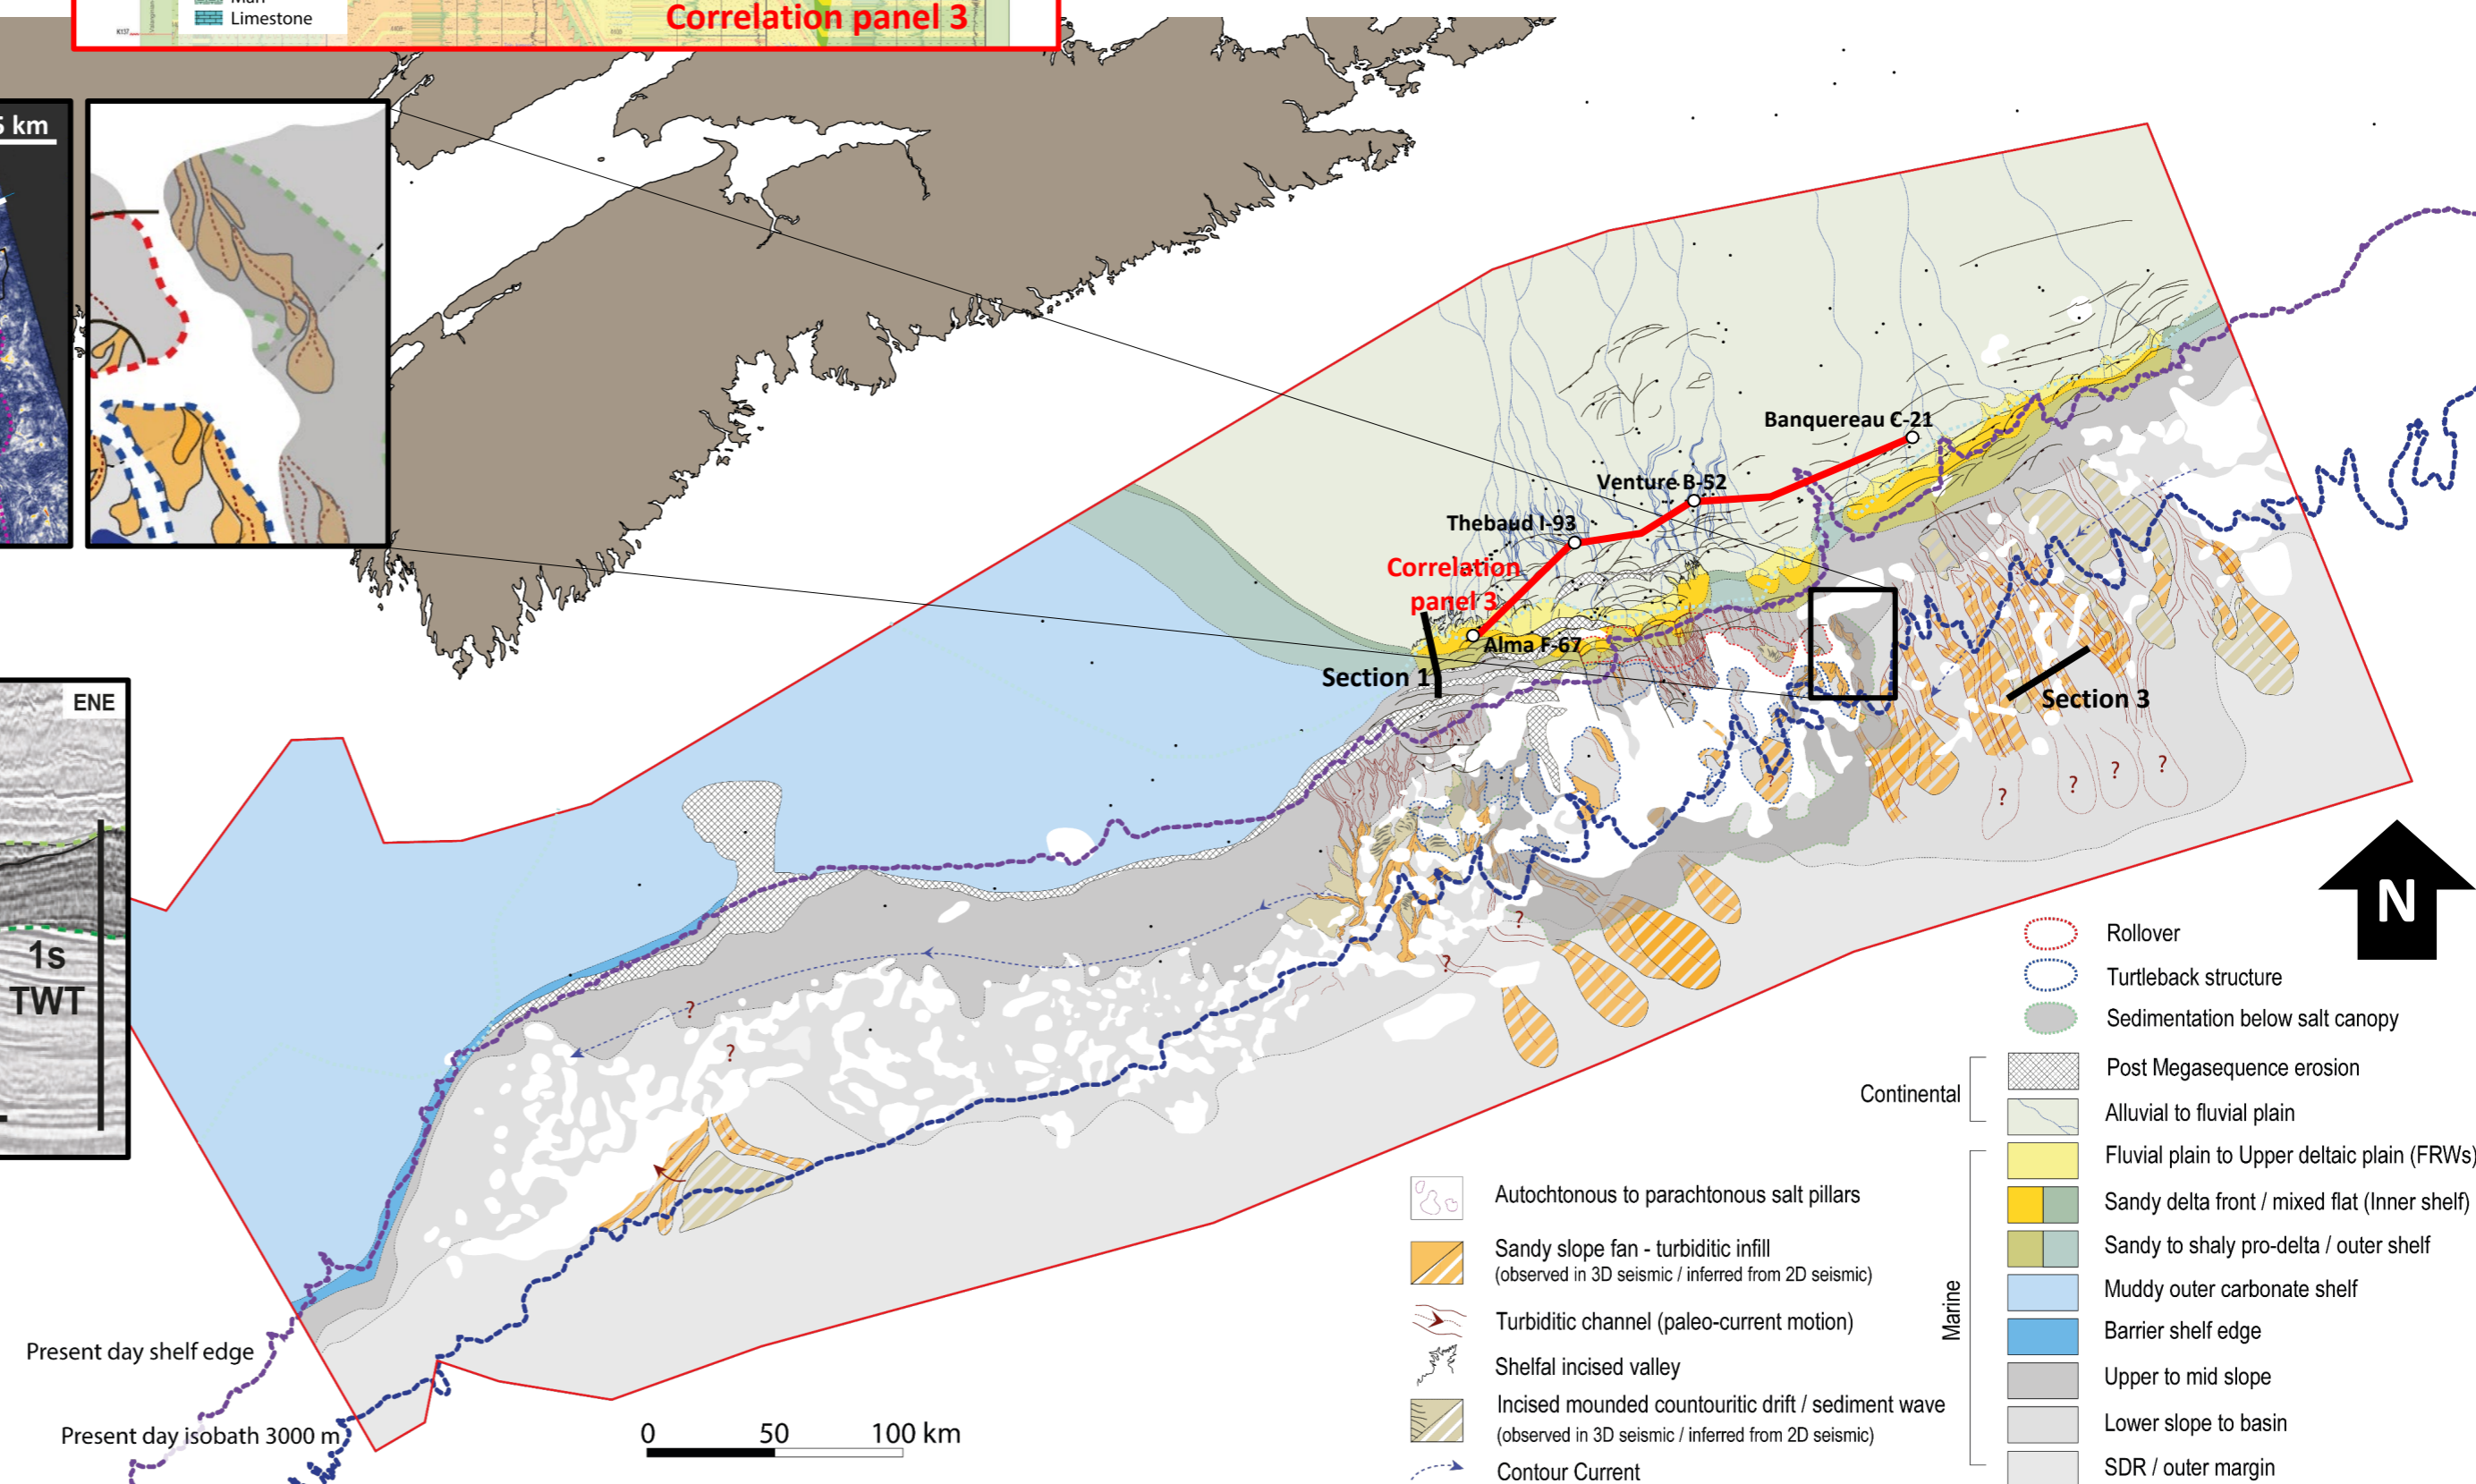 Marl
Limestone
K137
Correlation panel 3
5 km
ENE
1s
TWT
Banquereau C-21
Venture B-52
Thebaud I-93
Correlation
panel 3
Alma F-67
Section 1
Section 3
?
?
?
?
?
?
?
?
?
N
Present day shelf edge
Present day isobath 3000 m
0 50 100 km
Autochtonous to parachtonous salt pillars
Sandy slope fan - turbiditic infill
(observed in 3D seismic / inferred from 2D seismic)
Turbiditic channel (paleo-current motion)
Shelfal incised valley
Incised mounded countouritic drift / sediment wave
(observed in 3D seismic / inferred from 2D seismic)
Contour Current
Rollover
Turtleback structure
Sedimentation below salt canopy
Continental
Post Megasequence erosion
Alluvial to fluvial plain
Marine
Fluvial plain to Upper deltaic plain (FRWs)
Sandy delta front / mixed flat (Inner shelf)
Sandy to shaly pro-delta / outer shelf
Muddy outer carbonate shelf
Barrier shelf edge
Upper to mid slope
Lower slope to basin
SDR / outer margin